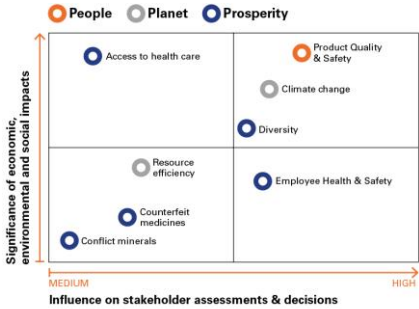 People Planet Prosperity
Significance of economic,
environmental and social impacts
Access to health care
Product Quality
& Safety
Climate change
Diversity
Resource
efficiency
Employee Health & Safety
Counterfeit
medicines
Conflict minerals
MEDIUM HIGH
Influence on stakeholder assessments & decisions